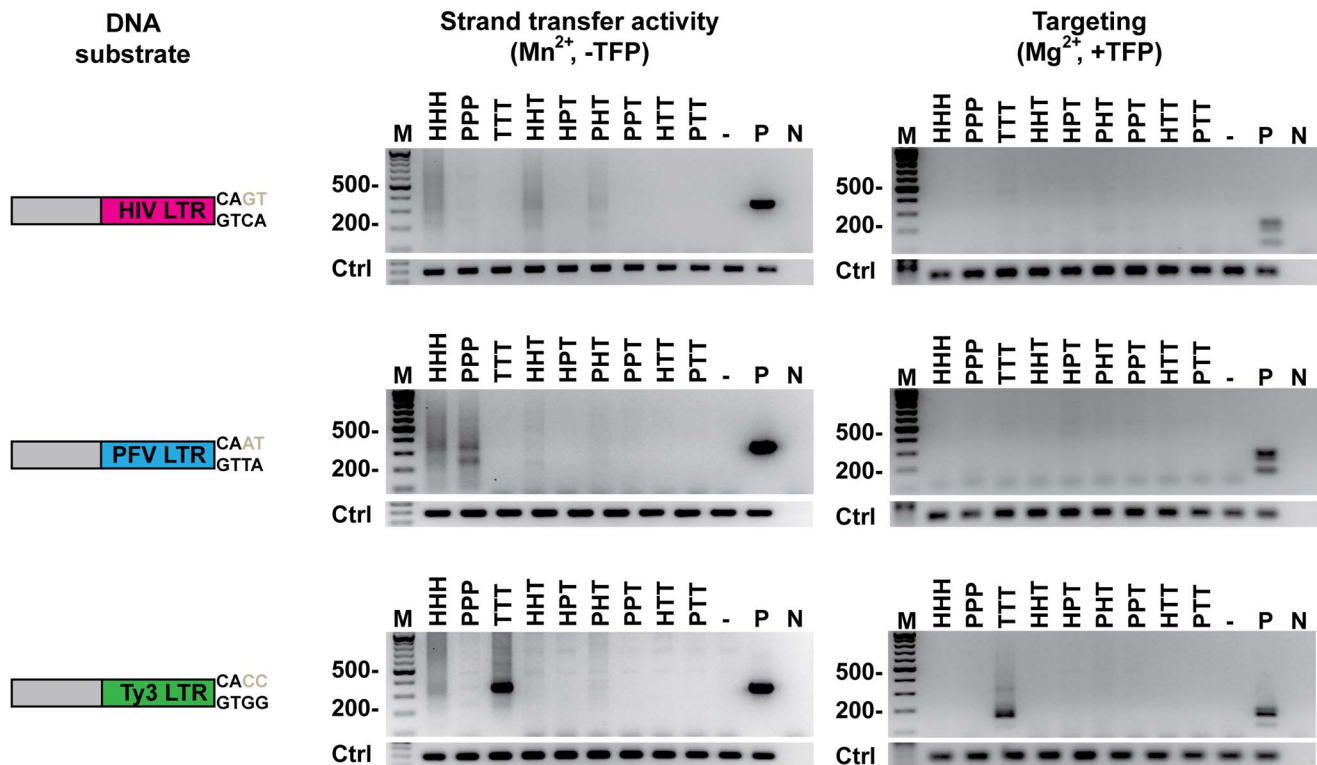 DNA
substrate
Strand transfer activity
(Mn2+, -TFP)
Targeting
(Mg2+, +TFP)
M HHH PPP TTT HHT HPT PHT PPT HTT PTT - P N
500-
200-
Ctrl
M HHH PPP TTT HHT HPT PHT PPT HTT PTT - P N
500-
200-
Ctrl
HIV LTR
CAGT
GTCA
M HHH PPP TTT HHT HPT PHT PPT HTT PTT - P N
500-
200-
Ctrl
M HHH PPP TTT HHT HPT PHT PPT HTT PTT - P N
500-
200-
Ctrl
PFV LTR
CAAT
GTTA
M HHH PPP TTT HHT HPT PHT PPT HTT PTT - P N
500-
200-
Ctrl
M HHH PPP TTT HHT HPT PHT PPT HTT PTT - P N
500-
200-
Ctrl
Ty3 LTR
CACC
GTGG